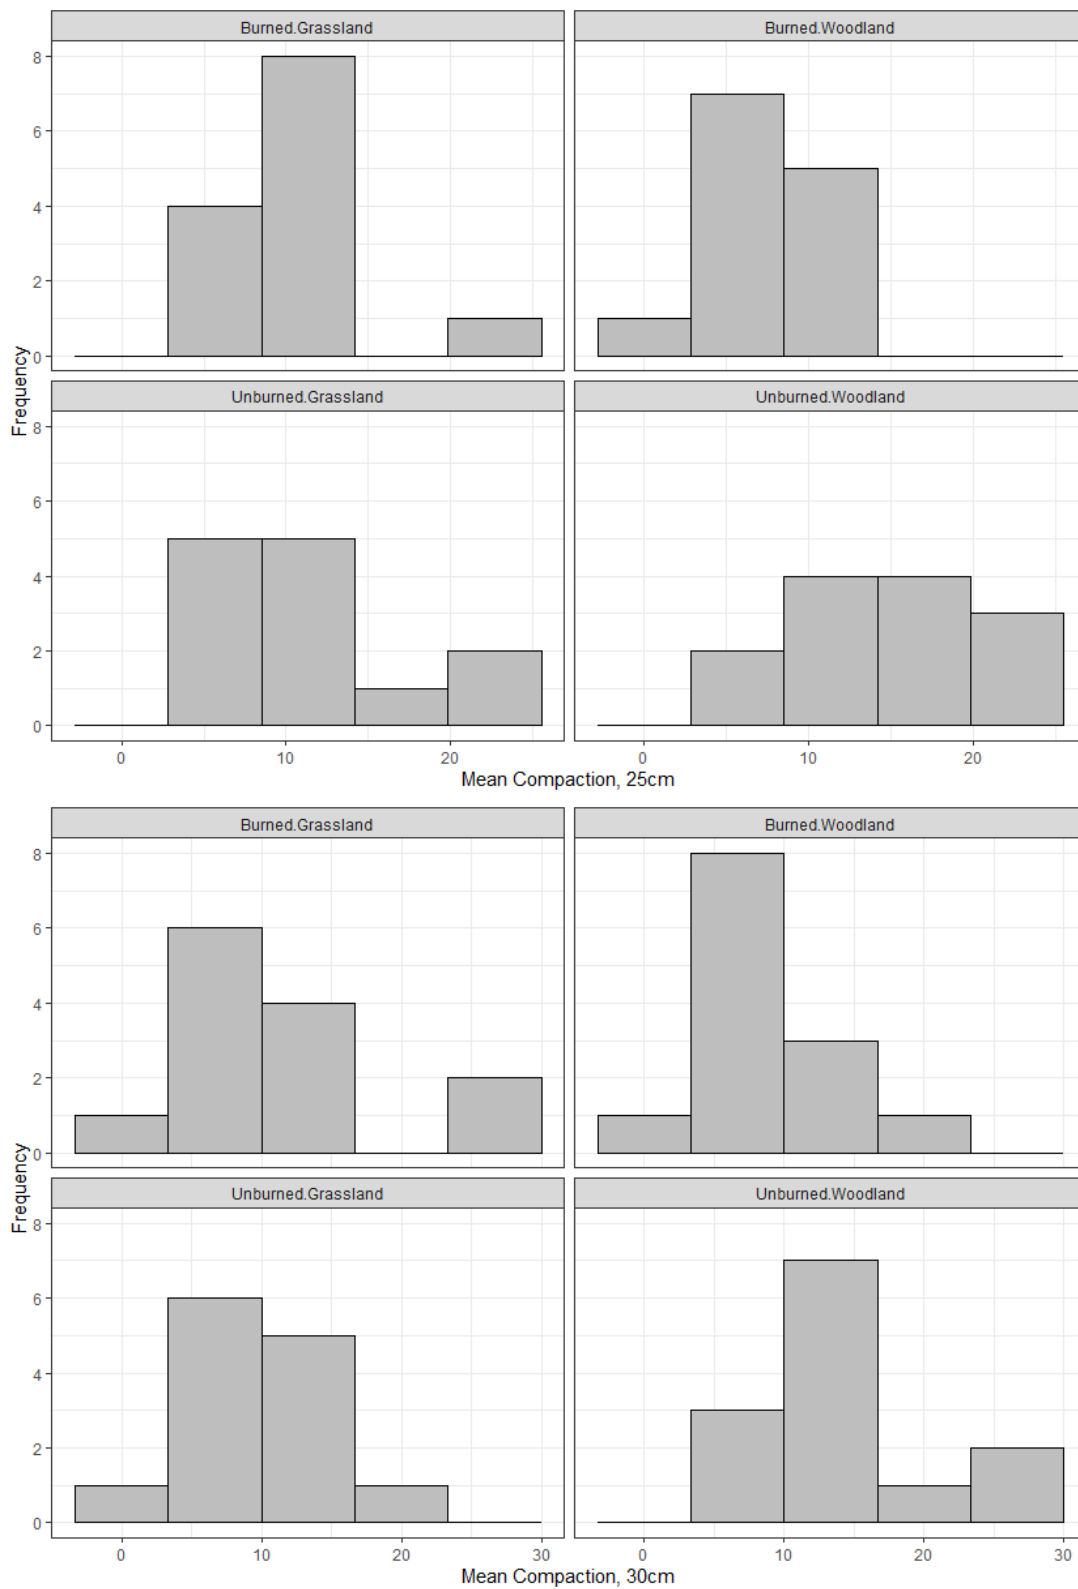 Burned.Grassland Burned.Woodland
8
6
4
2
0
Unburned.Grassland Unburned.Woodland
8
6
4
2
0
Frequency
0 10 20 0 10 20
Mean Compaction, 25cm
Burned.Grassland Burned.Woodland
8
6
4
2
0
Unburned.Grassland Unburned.Woodland
8
6
4
2
0
Frequency
0 10 20 30 0 10 20 30
Mean Compaction, 30cm